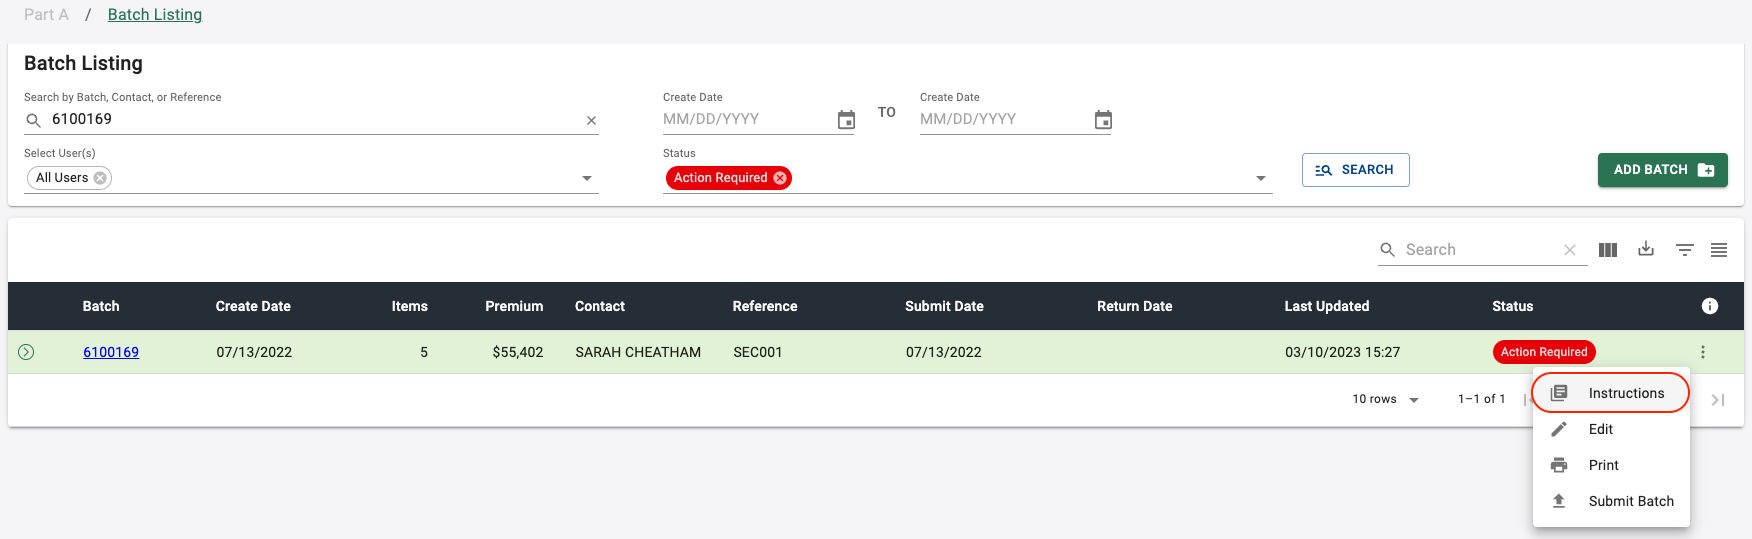 Part A / Batch Listing
Batch Listing
Search by Batch, Contact, or Reference
Create Date
Create Date
6100169
MM/DD/YYYY
TO
MM/DD/YYYY
Select User(s)
Status
All Users
Action Required
SEARCH
ADD BATCH
Search
Batch Create Date Items Premium Contact Reference Submit Date Return Date Last Updated Status
6100169 07/13/2022 5 $55,402 SARAH CHEATHAM SEC001 07/13/2022 03/10/2023 15:27 Action Required
10 rows 1–1 of 1
Instructions
Edit
Print
Submit Batch